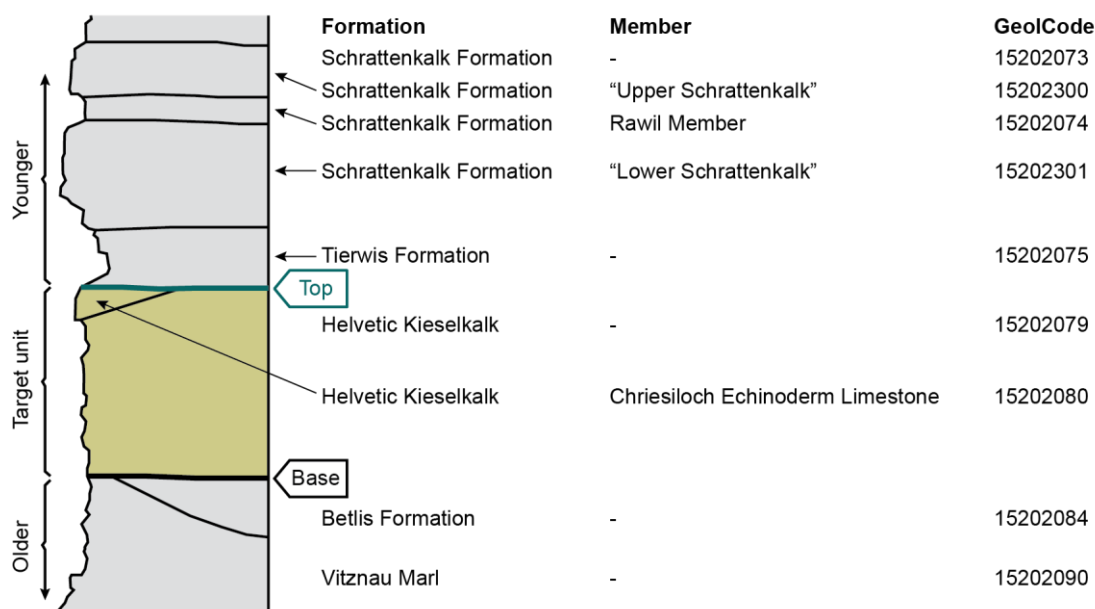 Formation Member GeolCode
Schrattenkalk Formation - 15202073
Schrattenkalk Formation “Upper Schrattenkalk” 15202300
Schrattenkalk Formation Rawil Member 15202074
Schrattenkalk Formation “Lower Schrattenkalk” 15202301
Younger
Tierwis Formation - 15202075
Top
Helvetic Kieselkalk - 15202079
Target unit
Helvetic Kieselkalk Chriesiloch Echinoderm Limestone 15202080
Base
Betlis Formation - 15202084
Older
Vitznau Marl - 15202090